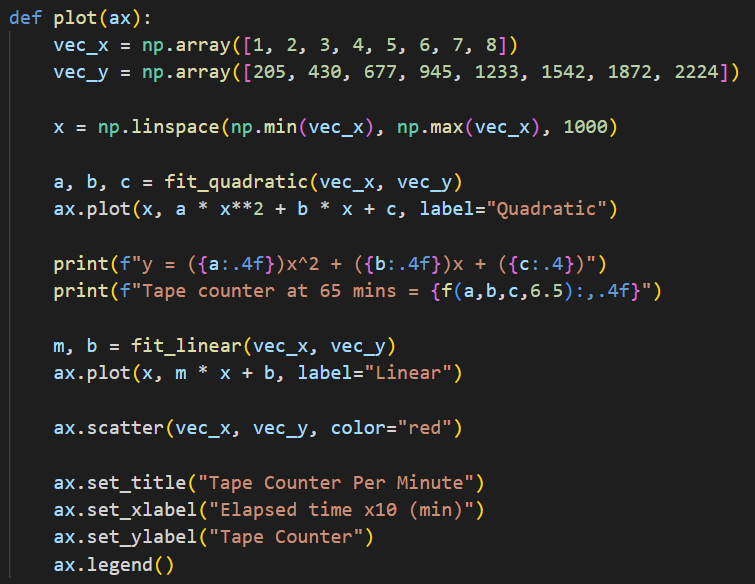 def plot(ax):
    vec_x = np.array([1, 2, 3, 4, 5, 6, 7, 8])
    vec_y = np.array([205, 430, 677, 945, 1233, 1542, 1872, 2224])

    x = np.linspace(np.min(vec_x), np.max(vec_x), 1000)

    a, b, c = fit_quadratic(vec_x, vec_y)
    ax.plot(x, a * x**2 + b * x + c, label="Quadratic")

    print(f"y = ({a:.4f})x^2 + ({b:.4f})x + ({c:.4})")
    print(f"Tape counter at 65 mins = {f(a,b,c,6.5):,.4f}")

    m, b = fit_linear(vec_x, vec_y)
    ax.plot(x, m * x + b, label="Linear")

    ax.scatter(vec_x, vec_y, color="red")

    ax.set_title("Tape Counter Per Minute")
    ax.set_xlabel("Elapsed time x10 (min)")
    ax.set_ylabel("Tape Counter")
    ax.legend()